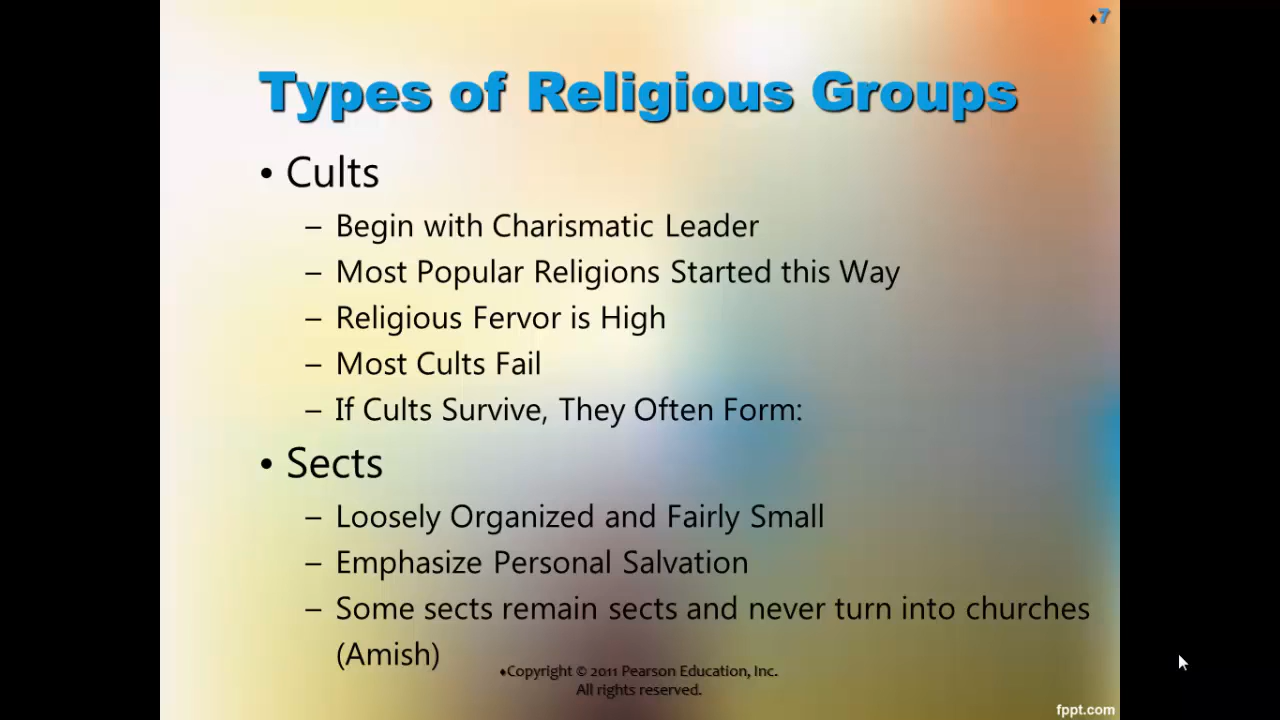 ♦7
Types of Religious Groups
• Cults
– Begin with Charismatic Leader
– Most Popular Religions Started this Way
– Religious Fervor is High
– Most Cults Fail
– If Cults Survive, They Often Form:
• Sects
– Loosely Organized and Fairly Small
– Emphasize Personal Salvation
– Some sects remain sects and never turn into churches
(Amish)
♦Copyright © 2011 Pearson Education, Inc.
All rights reserved.
fppt.com